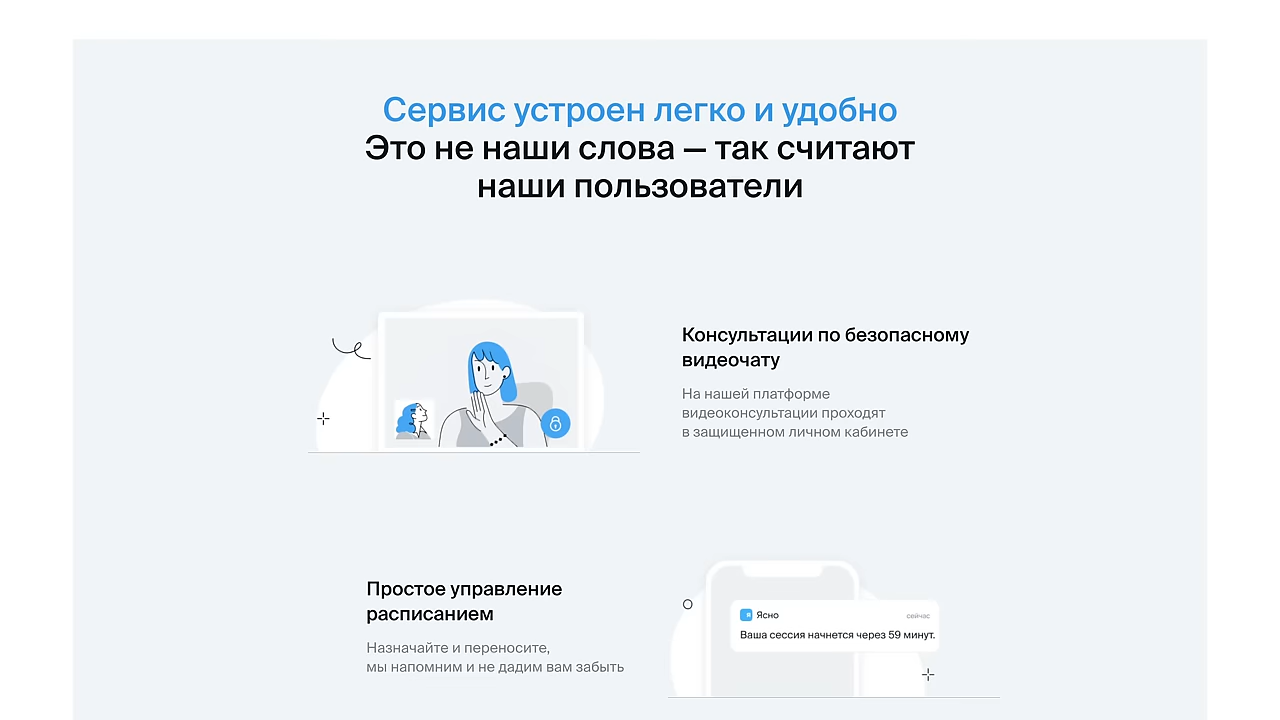 Сервис устроен легко и удобно
Это не наши слова — так считают
наши пользователи
Консультации по безопасному
видеочату
На нашей платформе
видеоконсультации проходят
в защищенном личном кабинете
Простое управление
расписанием
Назначайте и переносите,
мы напомним и не дадим вам забыть
Я Ясно сейчас
Ваша сессия начнется через 59 минут.